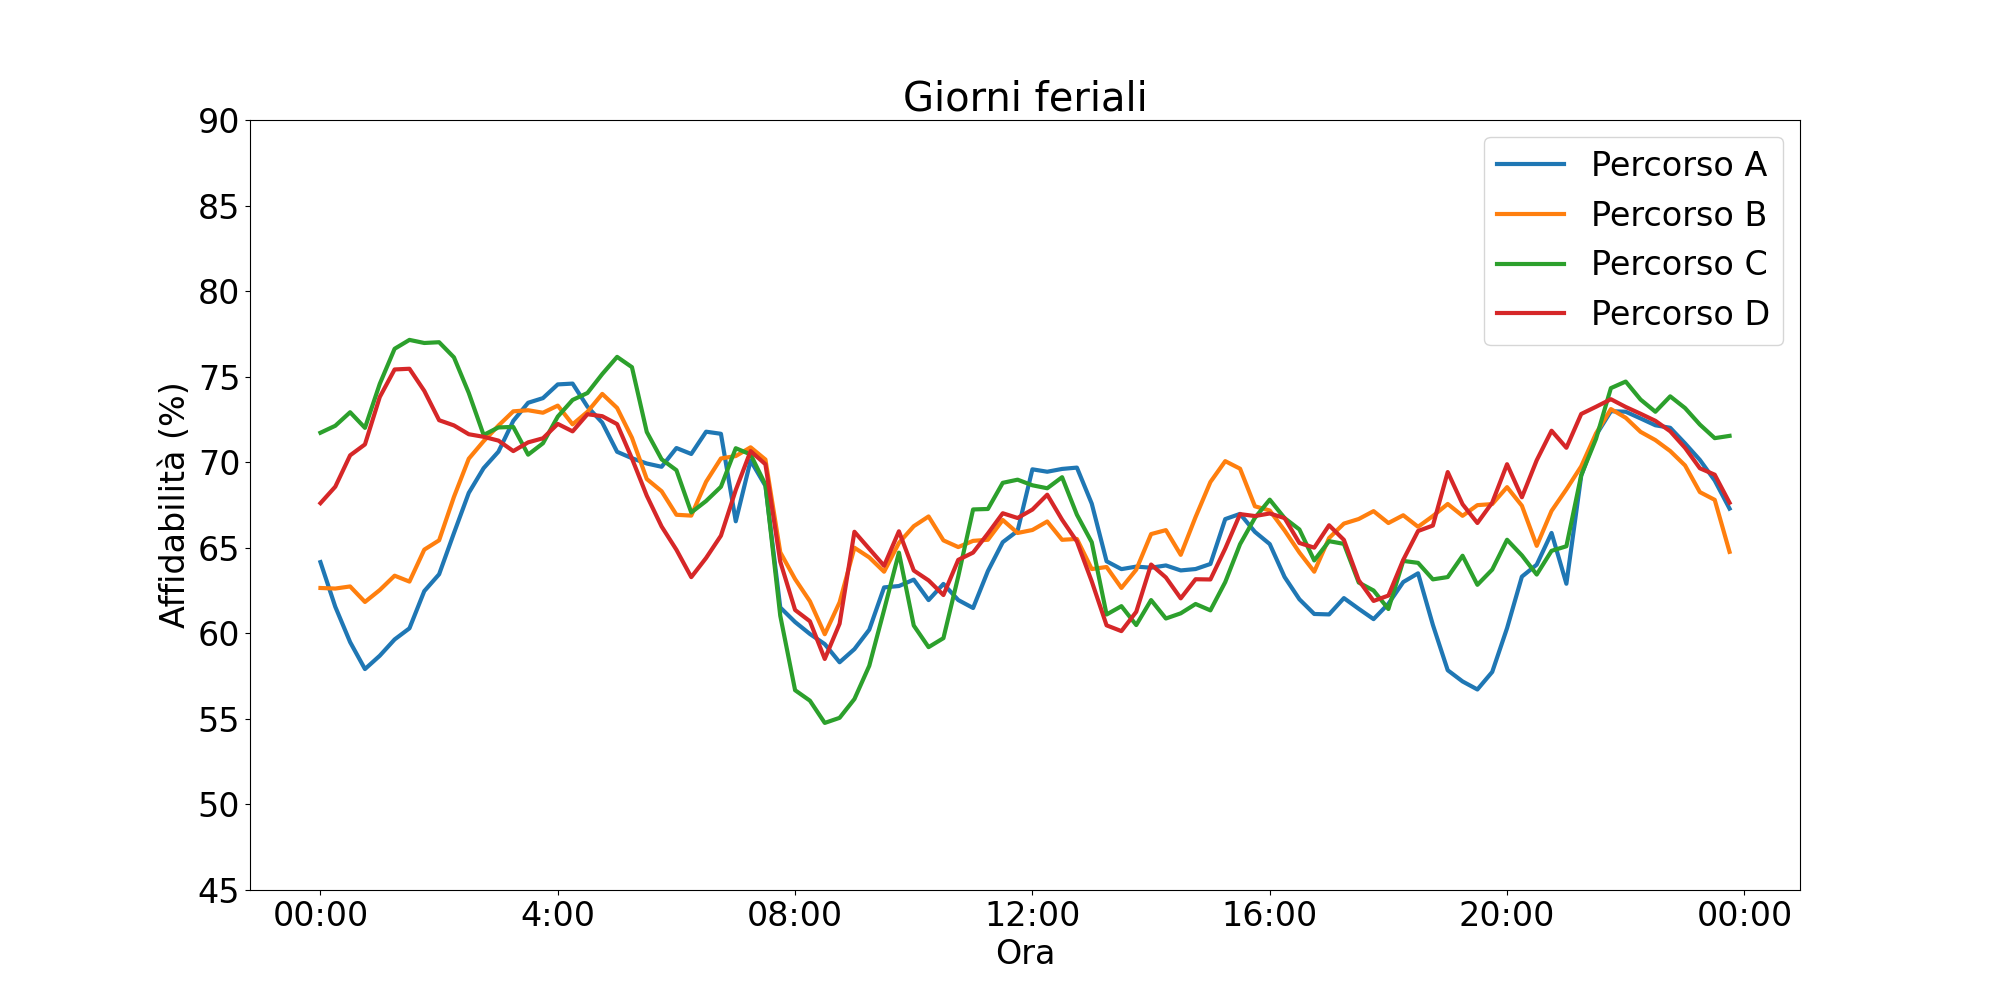 Giorni feriali
90
85
80
75
70
65
60
55
50
45
Affidabilità (%)
Percorso A
Percorso B
Percorso C
Percorso D
00:00 4:00 08:00 12:00 16:00 20:00 00:00
Ora